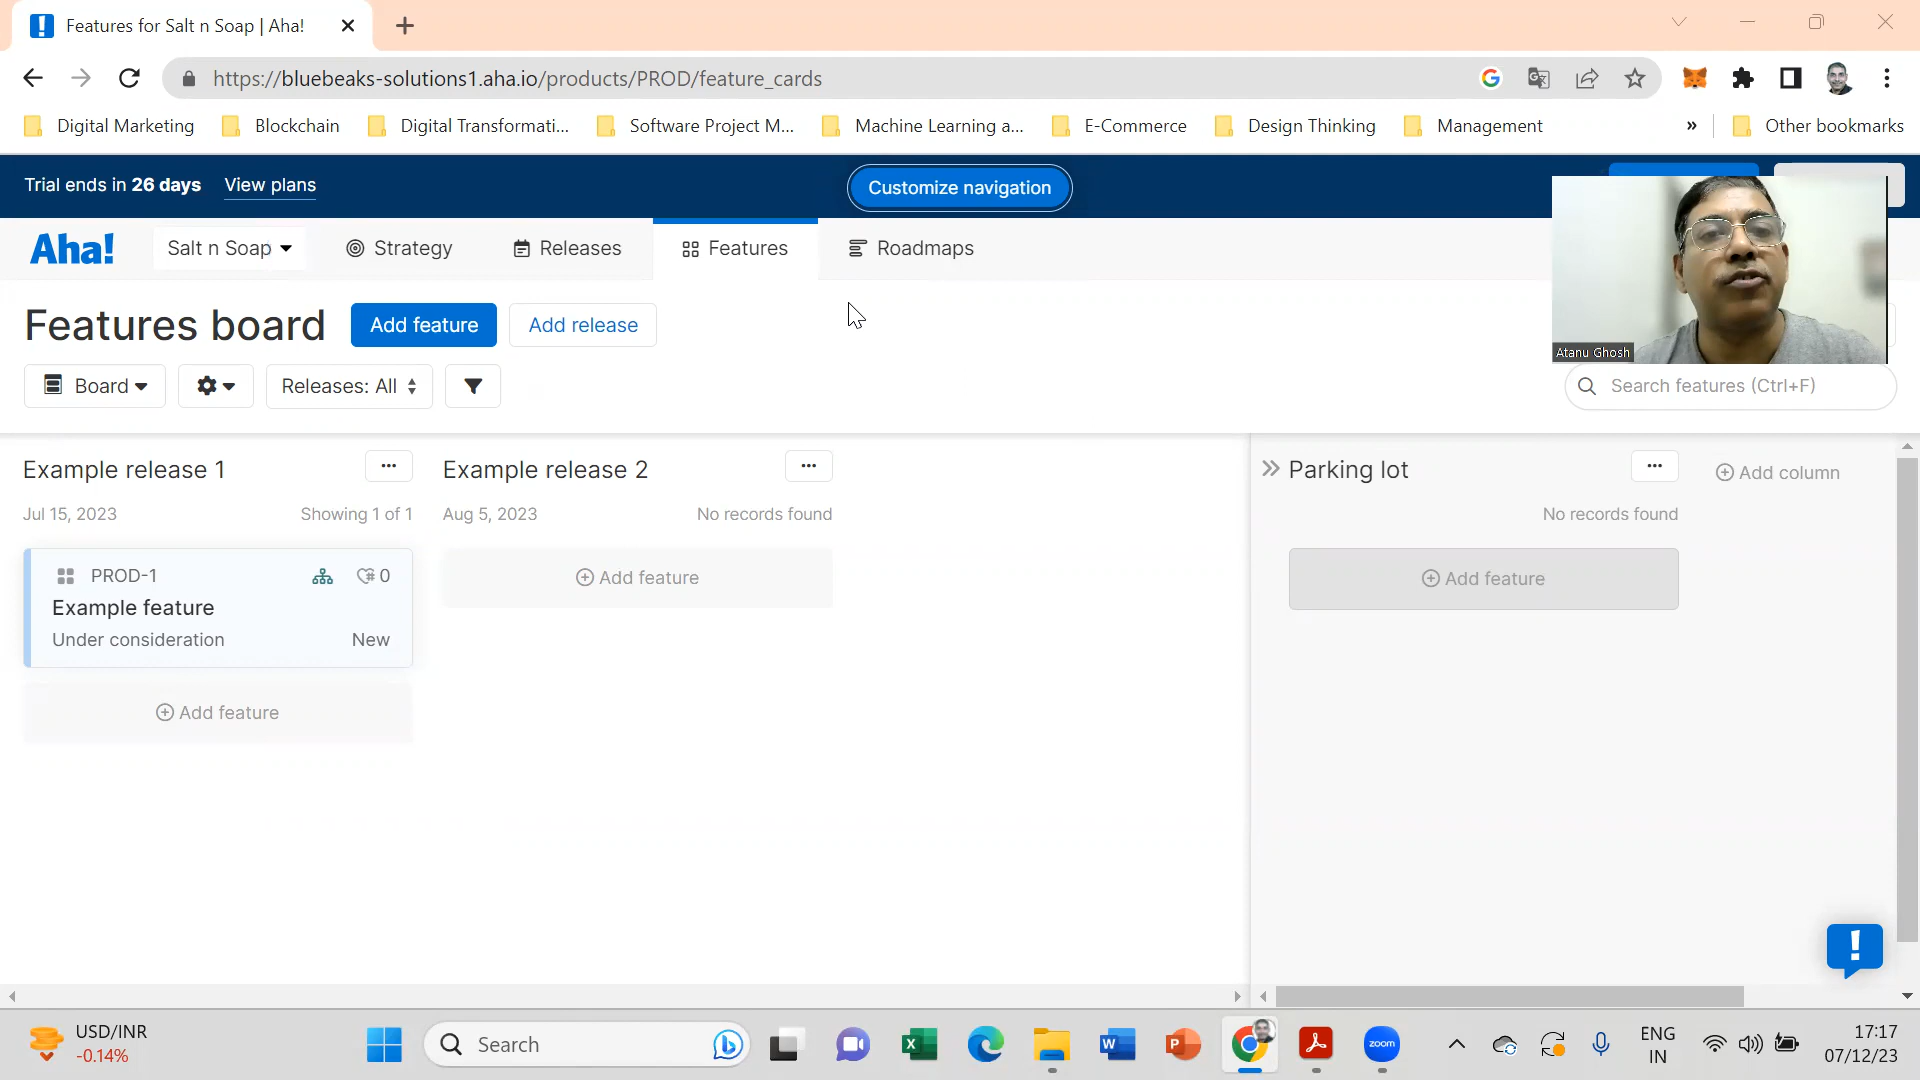 Features for Salt n Soap | Aha!
https://bluebeaks-solutions1.aha.io/products/PROD/feature_cards
Digital Marketing
Blockchain
Digital Transformati...
Software Project M...
Machine Learning a...
E-Commerce
Design Thinking
Management
»
Other bookmarks
Trial ends in 26 days
View plans
Customize navigation
Aha!
Salt n Soap
Strategy
Releases
Features
Roadmaps
Atanu Ghosh
Features board
Add feature
Add release
Board
Releases: All
Search features (Ctrl+F)
Example release 1
...
Jul 15, 2023
Showing 1 of 1
PROD-1
0
Example feature
Under consideration
New
Add feature
Example release 2
...
Aug 5, 2023
No records found
Add feature
Parking lot
...
No records found
Add feature
Add column
USD/INR
-0.14%
Search
zoom
ENG
IN
17:17
07/12/23